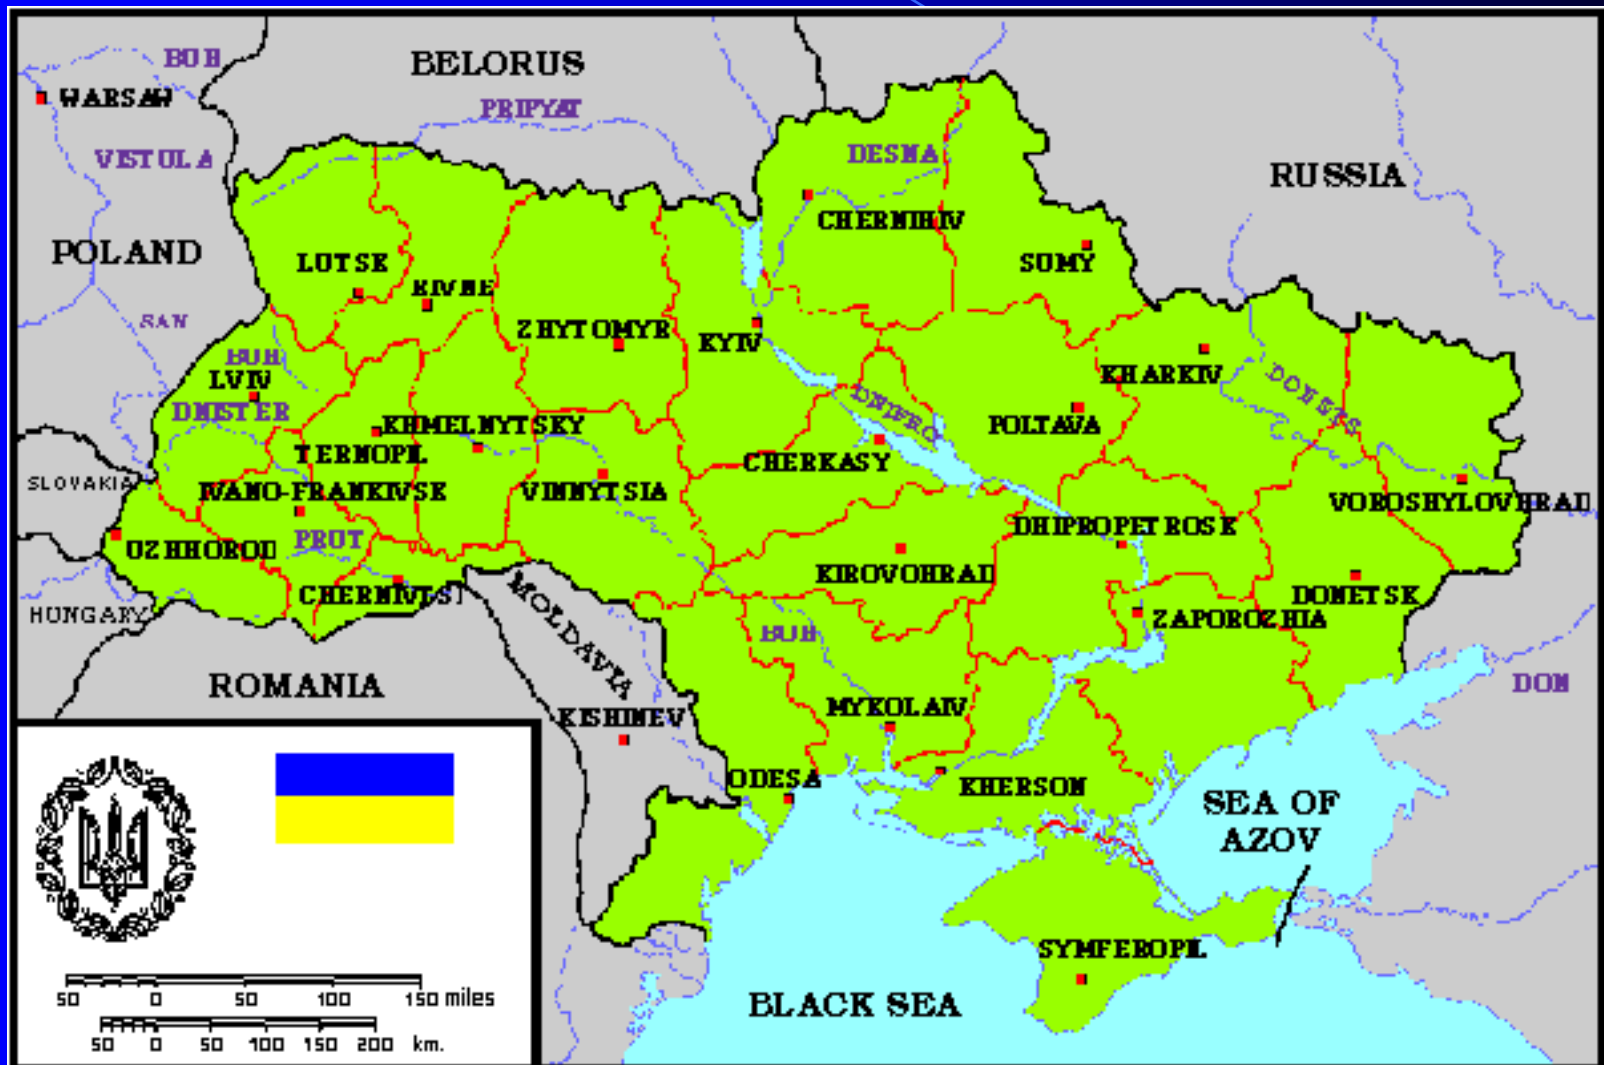 BUH
BELORUS
WARSAW
PRIPYAT
VISTULA
DESNA
RUSSIA
CHERNIHIV
POLAND
LUTSK
SUMY
RIVNE
SAN
ZHYTOMYR
KYIV
BUH
LVIV
KHARKIV
DONETS
DNISTER
DNIPRO
KHMELNYTSKY
POLTAVA
TERNOPIL
CHERKASY
SLOVAKIA
IVANO-FRANKIVSK
VINNYTSIA
VOROSHYLOVHRAD
DHIPROPETROSK
PRUT
UZHHOROD
KIROVOHRAD
CHERNIVTSI
DONETSK
HUNGARY
MOLDAVIA
ZAPOROZHIA
BUH
ROMANIA
DON
MYKOLAIV
KISHINEV
ODESA
KHERSON
SEA OF
AZOV
SYMFEROPIL
BLACK SEA
50 0 50 100 150 miles
50 0 50 100 150 200 km.